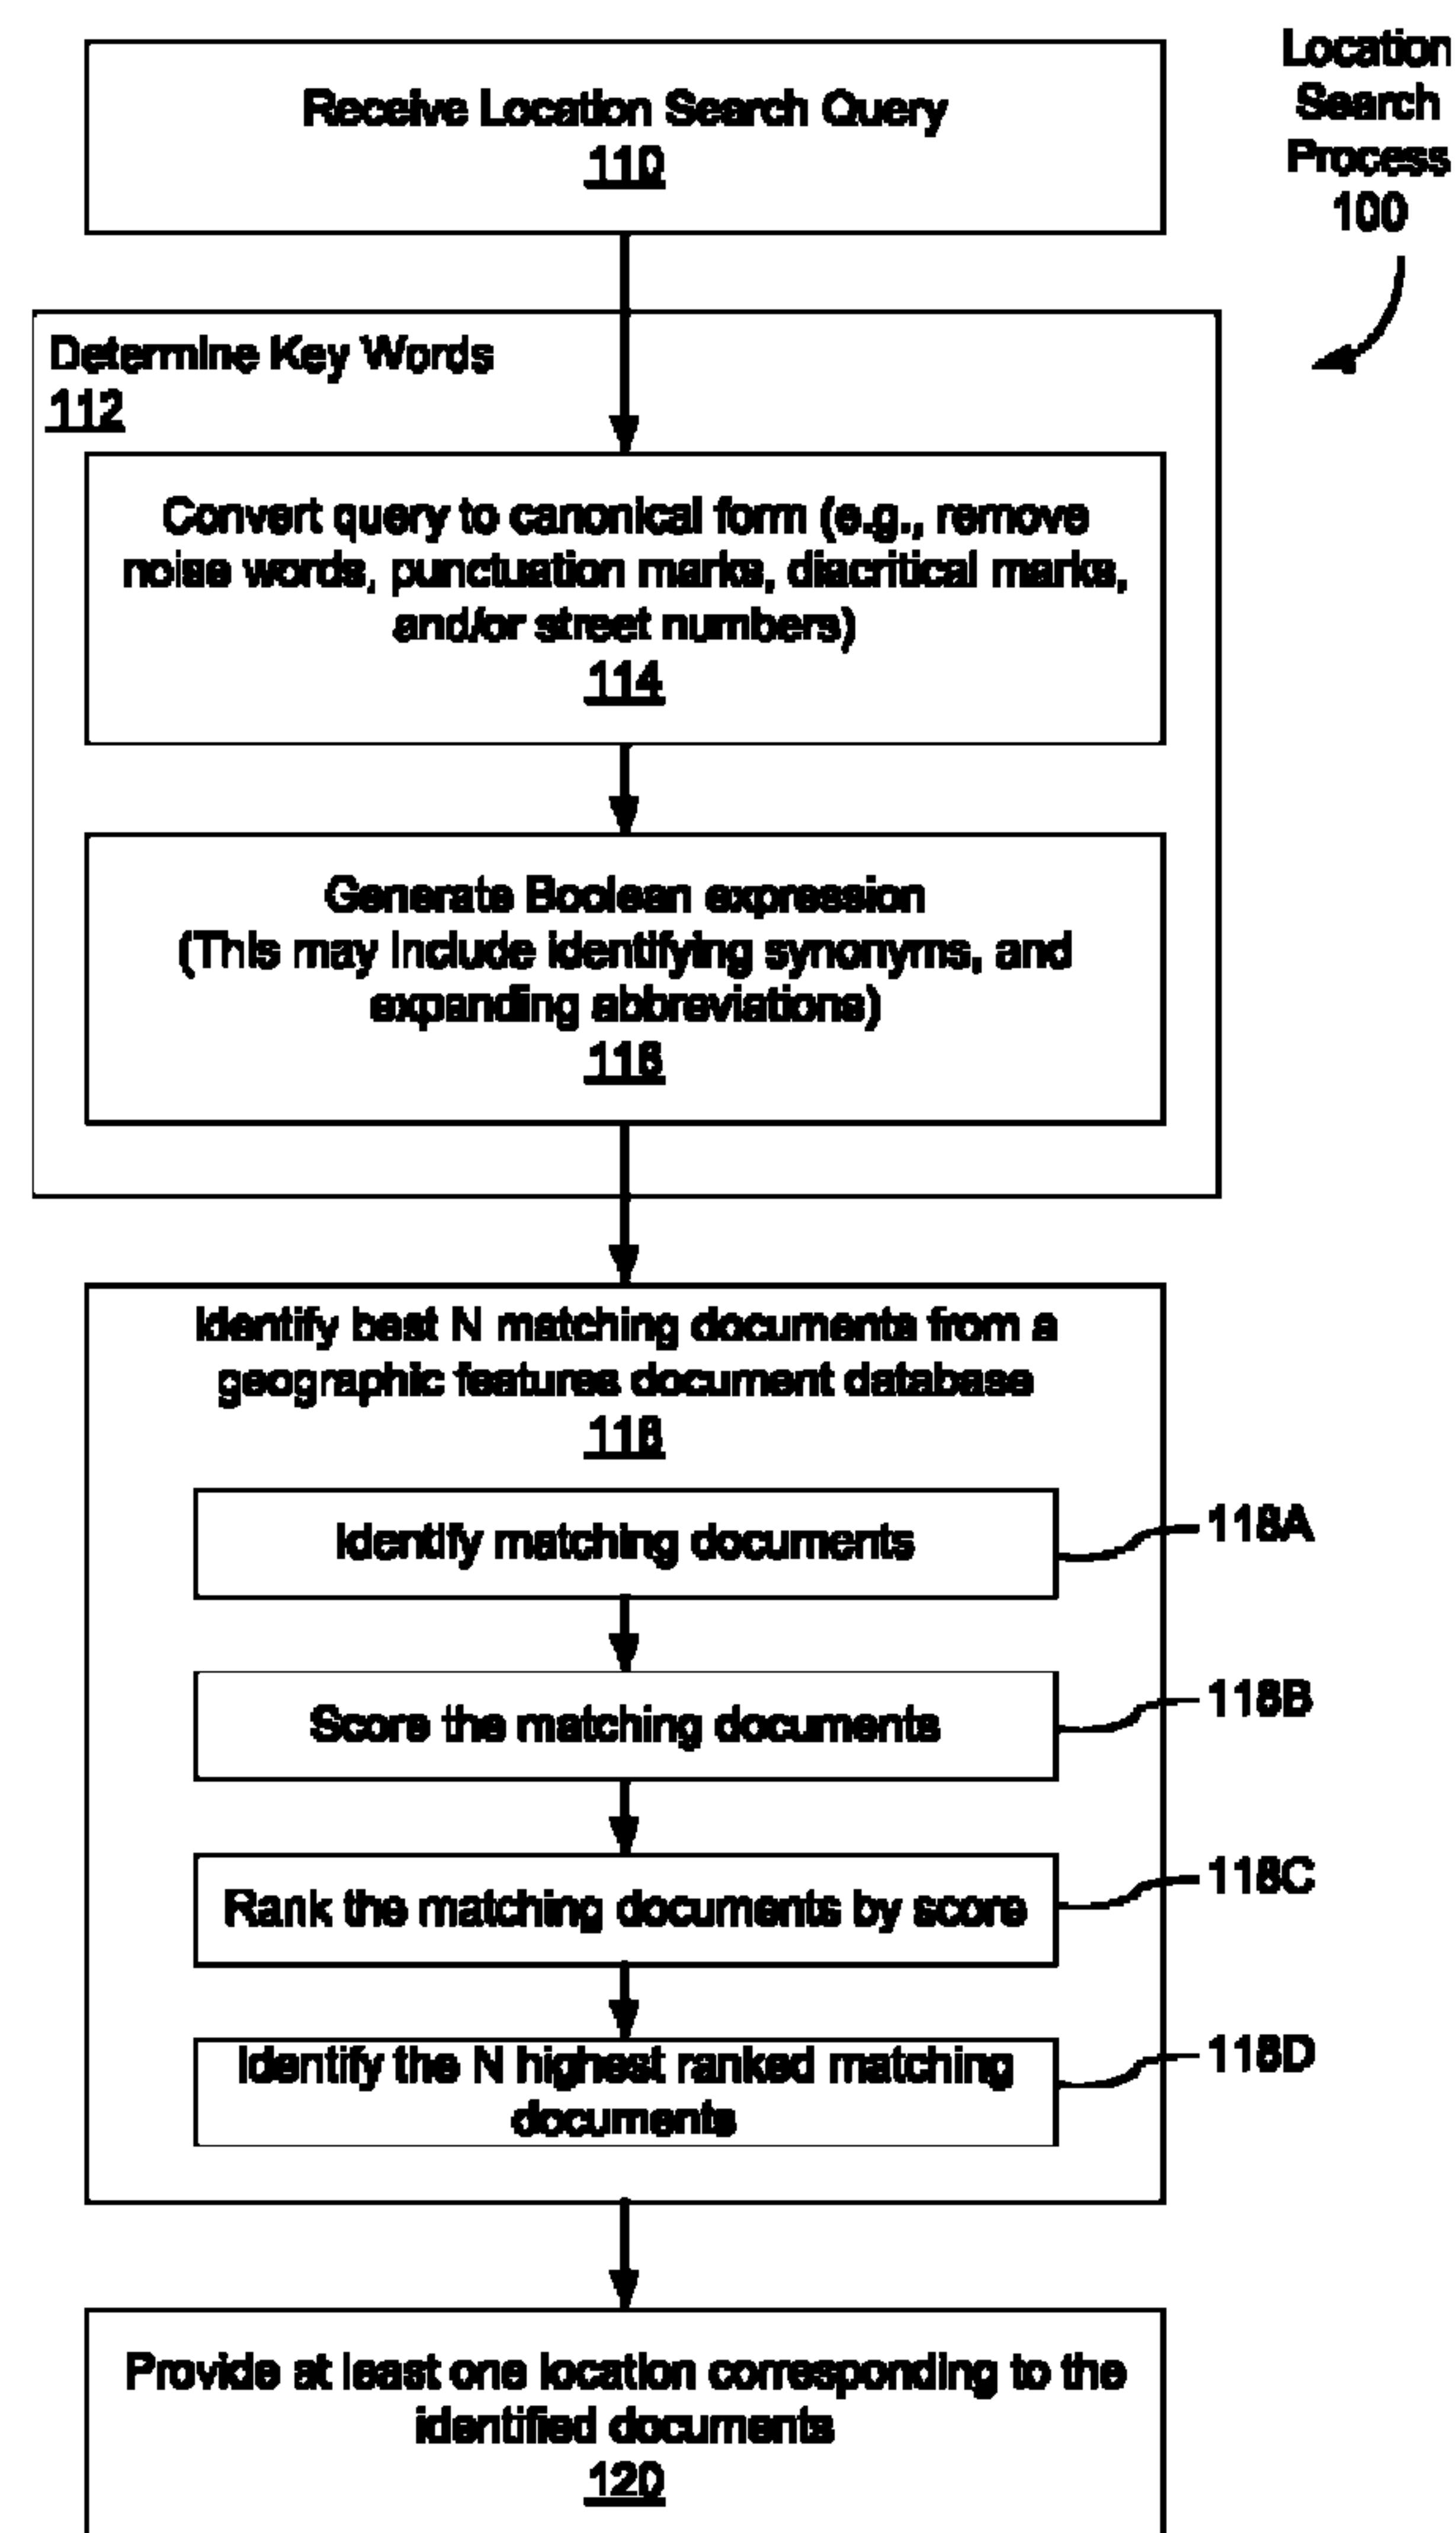 Receive Location Search Query
110
Location
Search
Process
100
Determine Key Words
112
Convert query to canonical form (e.g., remove
noise words, punctuation marks, diacritical marks,
and/or street numbers)
114
Generate Boolean expression
(This may include identifying synonyms, and
expanding abbreviations)
116
Identify best N matching documents from a
geographic features document database
118
Identify matching documents
118A
Score the matching documents
118B
Rank the matching documents by score
118C
Identify the N highest ranked matching
documents
118D
Provide at least one location corresponding to the
identified documents
120